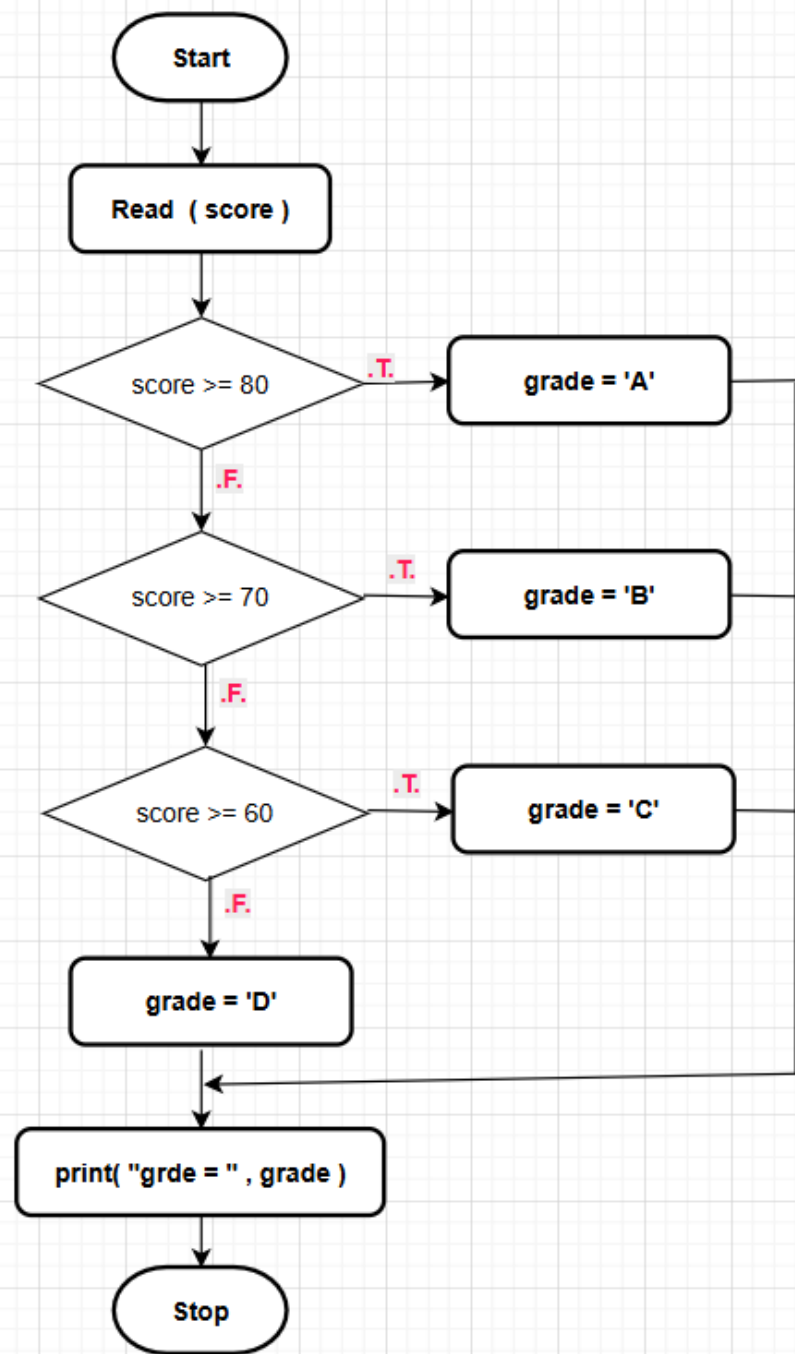 Start
Read ( score )
score >= 80
.T.
grade = 'A'
.F.
score >= 70
.T.
grade = 'B'
.F.
score >= 60
.T.
grade = 'C'
.F.
grade = 'D'
print( "grde = " , grade )
Stop